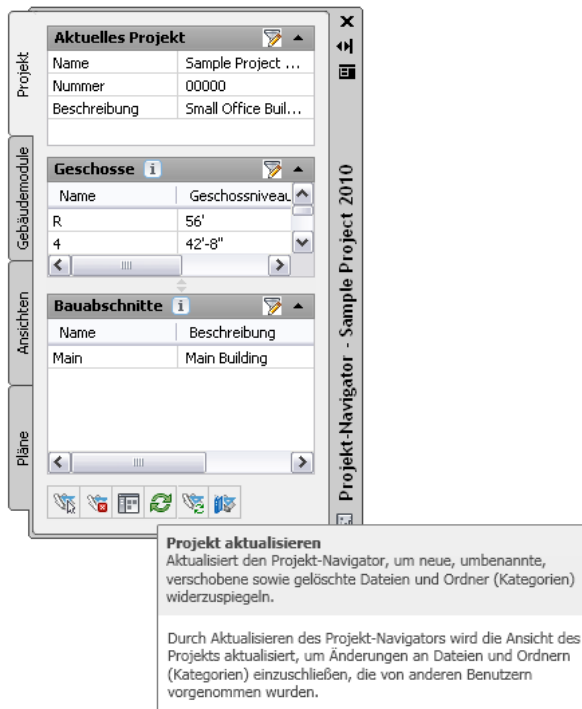 Aktuelles Projekt
Name Sample Project ...
Nummer 00000
Beschreibung Small Office Buil...
Geschosse i
Name Geschossniveau
R 56'
4 42'-8"
Bauabschnitte i
Name Beschreibung
Main Main Building
Projekt
Gebäudemodule
Ansichten
Pläne
Projekt-Navigator - Sample Project 2010
Projekt aktualisieren
Aktualisiert den Projekt-Navigator, um neue, umbenannte,
verschobene sowie gelöschte Dateien und Ordner (Kategorien)
widerzuspiegeln.
Durch Aktualisieren des Projekt-Navigators wird die Ansicht des
Projekts aktualisiert, um Änderungen an Dateien und Ordnern
(Kategorien) einzuschließen, die von anderen Benutzern
vorgenommen wurden.